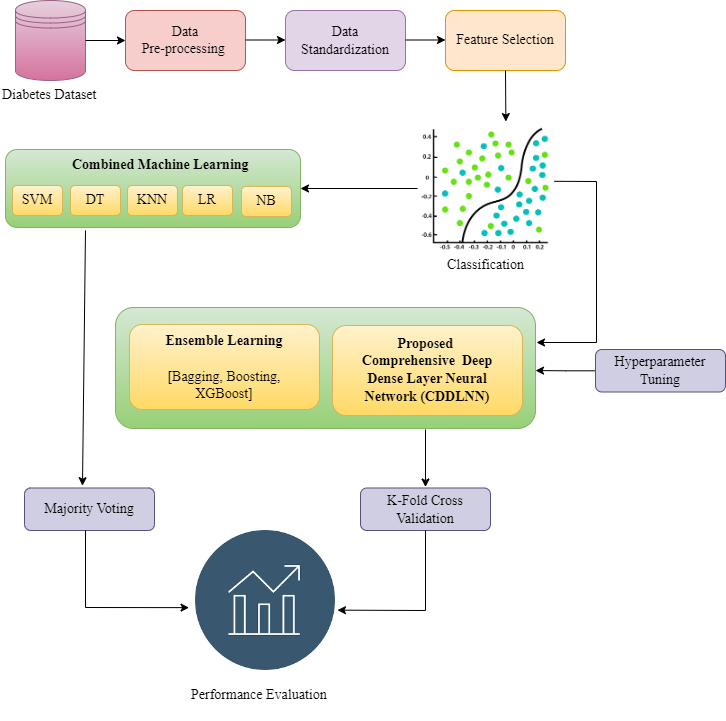 Data
Pre-processing
Data
Standardization
Feature Selection
Diabetes Dataset
Combined Machine Learning
SVM
DT
KNN
LR
NB
0.4
0.2
0
-0.2
-0.4
-0.6
-0.5
-0.4
-0.3
-0.2
-0.1
0
0.1
0.2
Classification
Ensemble Learning
[Bagging, Boosting,
XGBoost]
Proposed
Comprehensive Deep
Dense Layer Neural
Network (CDDLNN)
Hyperparameter
Tuning
Majority Voting
K-Fold Cross
Validation
Performance Evaluation